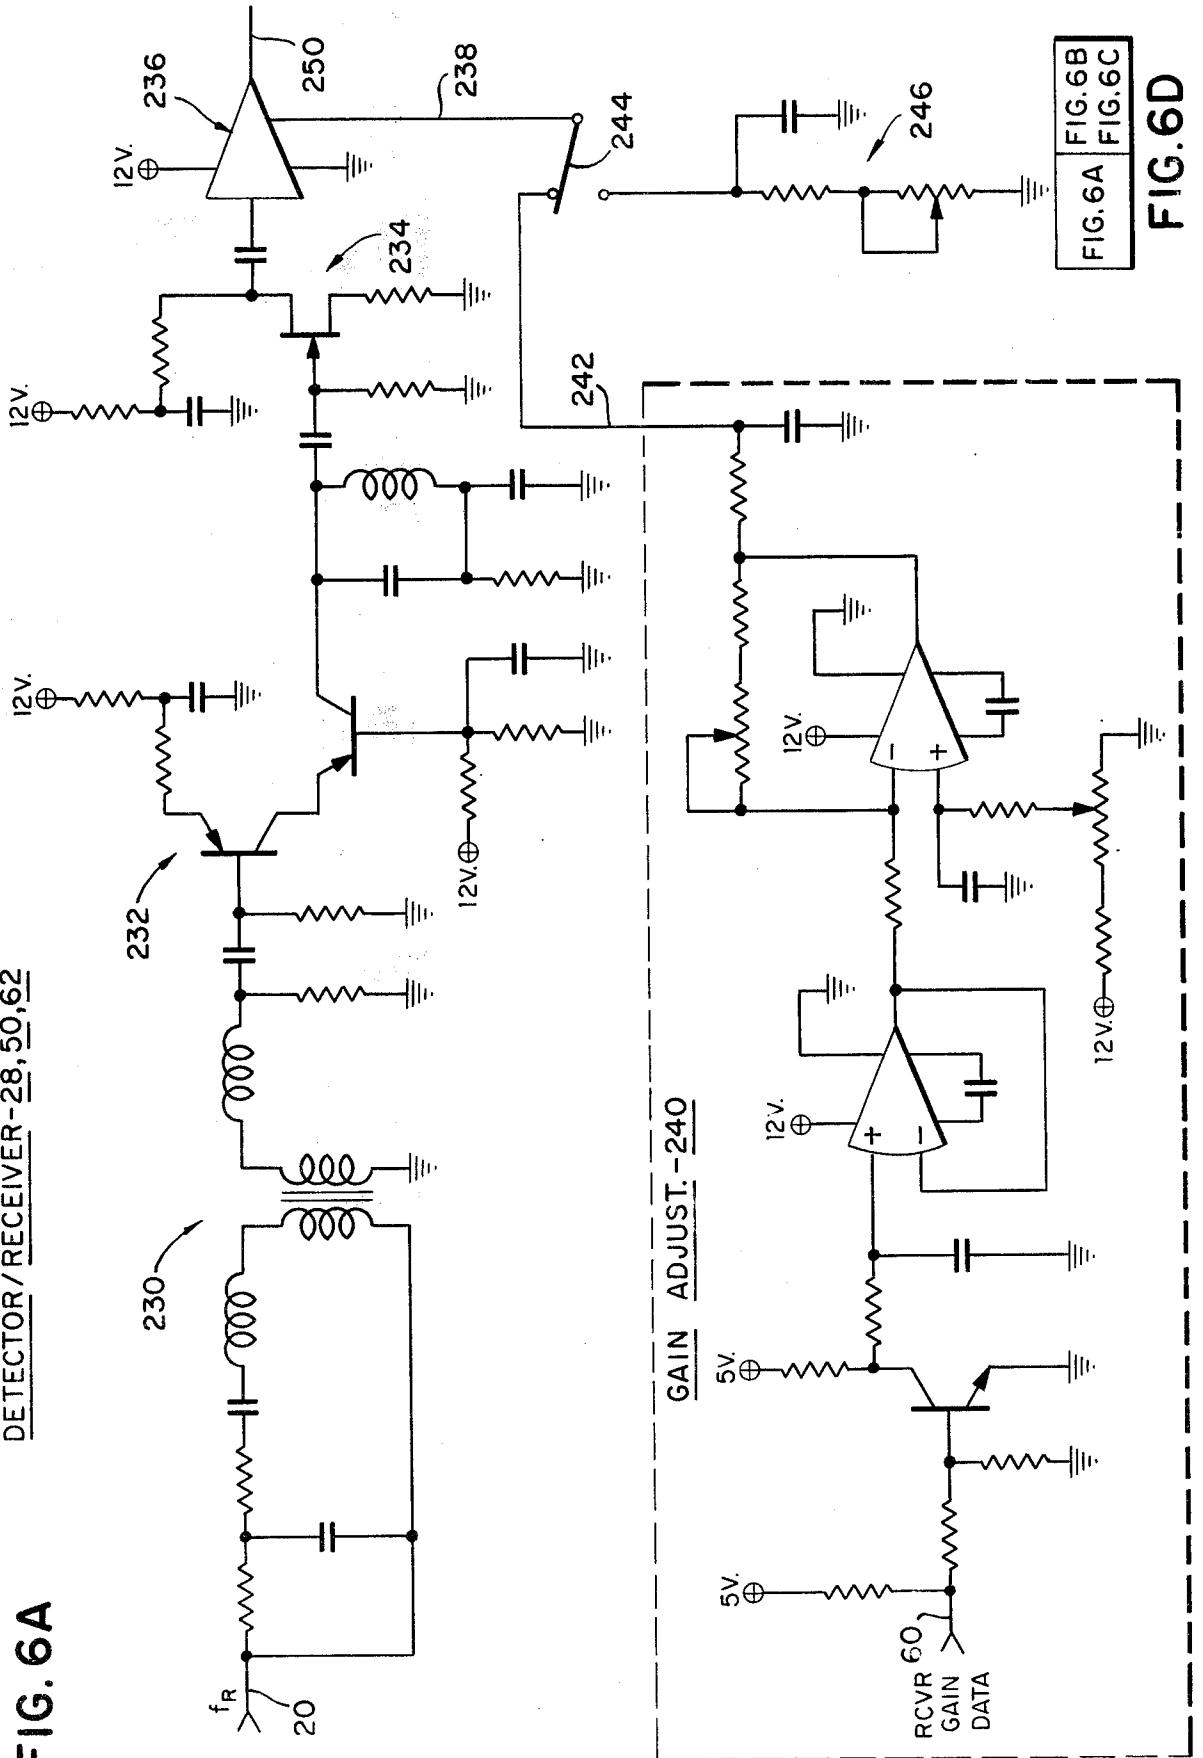 FIG. 6A
DETECTOR/RECEIVER-28,50,62
fR
20
230
232
12V.
12V.
12V.
234
12V.
236
250
238
244
246
242
GAIN ADJUST.-240
RCVR
GAIN
DATA
60
5V.
5V.
12V.
+
−
12V.
−
+
12V.
FIG.6A
FIG.6B
FIG.6C
FIG.6D